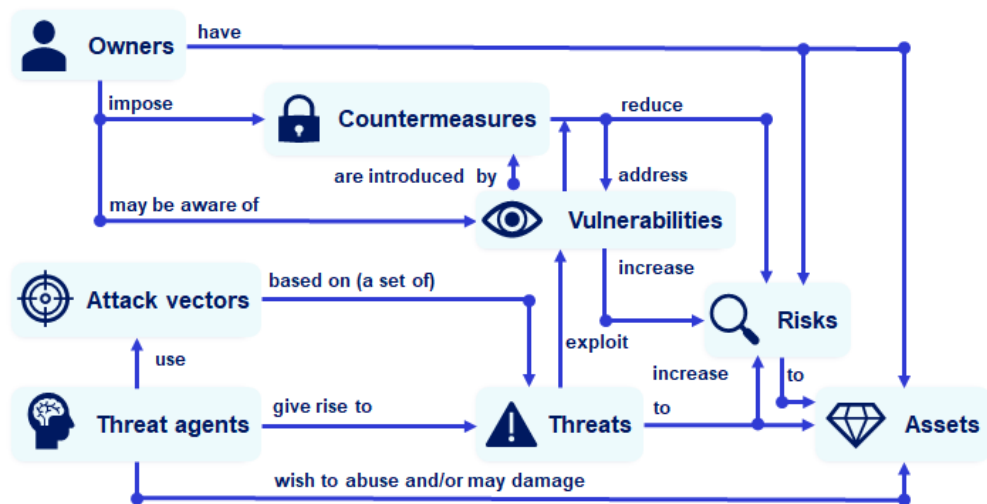 have
Owners
impose
Countermeasures
reduce
are introduced by
address
may be aware of
Vulnerabilities
based on (a set of)
increase
Attack vectors
Risks
exploit
use
increase
to
give rise to
to
Threat agents
Threats
Assets
wish to abuse and/or may damage